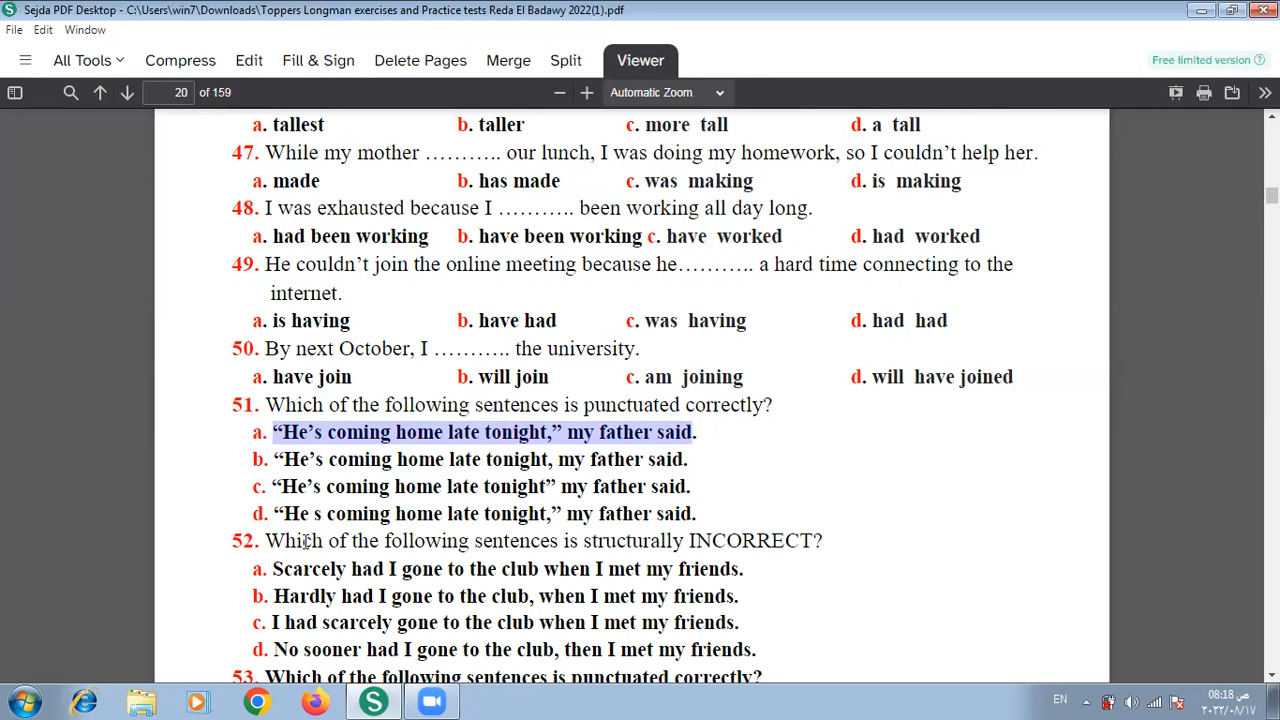 Sejda PDF Desktop - C:\Users\win7\Downloads\Toppers Longman exercises and Practice tests Reda El Badawy 2022(1).pdf
File Edit Window
All Tools Compress Edit Fill & Sign Delete Pages Merge Split Viewer Free limited version
20 of 159 Automatic Zoom
a. tallest b. taller c. more tall d. a tall
47. While my mother ……….. our lunch, I was doing my homework, so I couldn’t help her.
a. made b. has made c. was making d. is making
48. I was exhausted because I ……….. been working all day long.
a. had been working b. have been working c. have worked d. had worked
49. He couldn’t join the online meeting because he……….. a hard time connecting to the
internet.
a. is having b. have had c. was having d. had had
50. By next October, I ……….. the university.
a. have join b. will join c. am joining d. will have joined
51. Which of the following sentences is punctuated correctly?
a. “He’s coming home late tonight,” my father said.
b. “He’s coming home late tonight, my father said.
c. “He’s coming home late tonight” my father said.
d. “He s coming home late tonight,” my father said.
52. Which of the following sentences is structurally INCORRECT?
a. Scarcely had I gone to the club when I met my friends.
b. Hardly had I gone to the club, when I met my friends.
c. I had scarcely gone to the club when I met my friends.
d. No sooner had I gone to the club, then I met my friends.
53. Which of the following sentences is punctuated correctly?
EN
08:18 ص
٢٠٢٢/٠٨/١٧